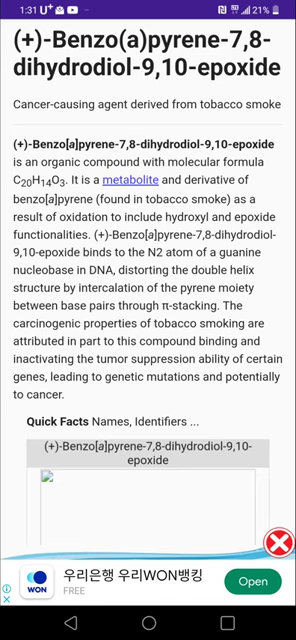 1:31 U+
5G 21%
(+)-Benzo(a)pyrene-7,8-
dihydrodiol-9,10-epoxide
Cancer-causing agent derived from tobacco smoke
(+)-Benzo[a]pyrene-7,8-dihydrodiol-9,10-epoxide
is an organic compound with molecular formula
C₂₀H₁₄O₃. It is a metabolite and derivative of
benzo[a]pyrene (found in tobacco smoke) as a
result of oxidation to include hydroxyl and epoxide
functionalities. (+)-Benzo[a]pyrene-7,8-dihydrodiol-
9,10-epoxide binds to the N2 atom of a guanine
nucleobase in DNA, distorting the double helix
structure by intercalation of the pyrene moiety
between base pairs through π-stacking. The
carcinogenic properties of tobacco smoking are
attributed in part to this compound binding and
inactivating the tumor suppression ability of certain
genes, leading to genetic mutations and potentially
to cancer.
Quick Facts Names, Identifiers ...
(+)-Benzo[a]pyrene-7,8-dihydrodiol-9,10-
epoxide
우리은행 우리WON뱅킹
FREE
WON
Open